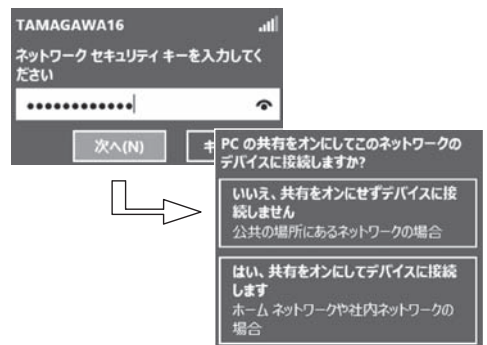 TAMAGAWA16
ネットワーク セキュリティ キーを入力してく
ださい
••••••••••••
次へ(N)
キ
PC の共有をオンにしてこのネットワークの
デバイスに接続しますか?
いいえ、共有をオンにせずデバイスに接
続しません
公共の場所にあるネットワークの場合
はい、共有をオンにしてデバイスに接続
します
ホーム ネットワークや社内ネットワークの
場合